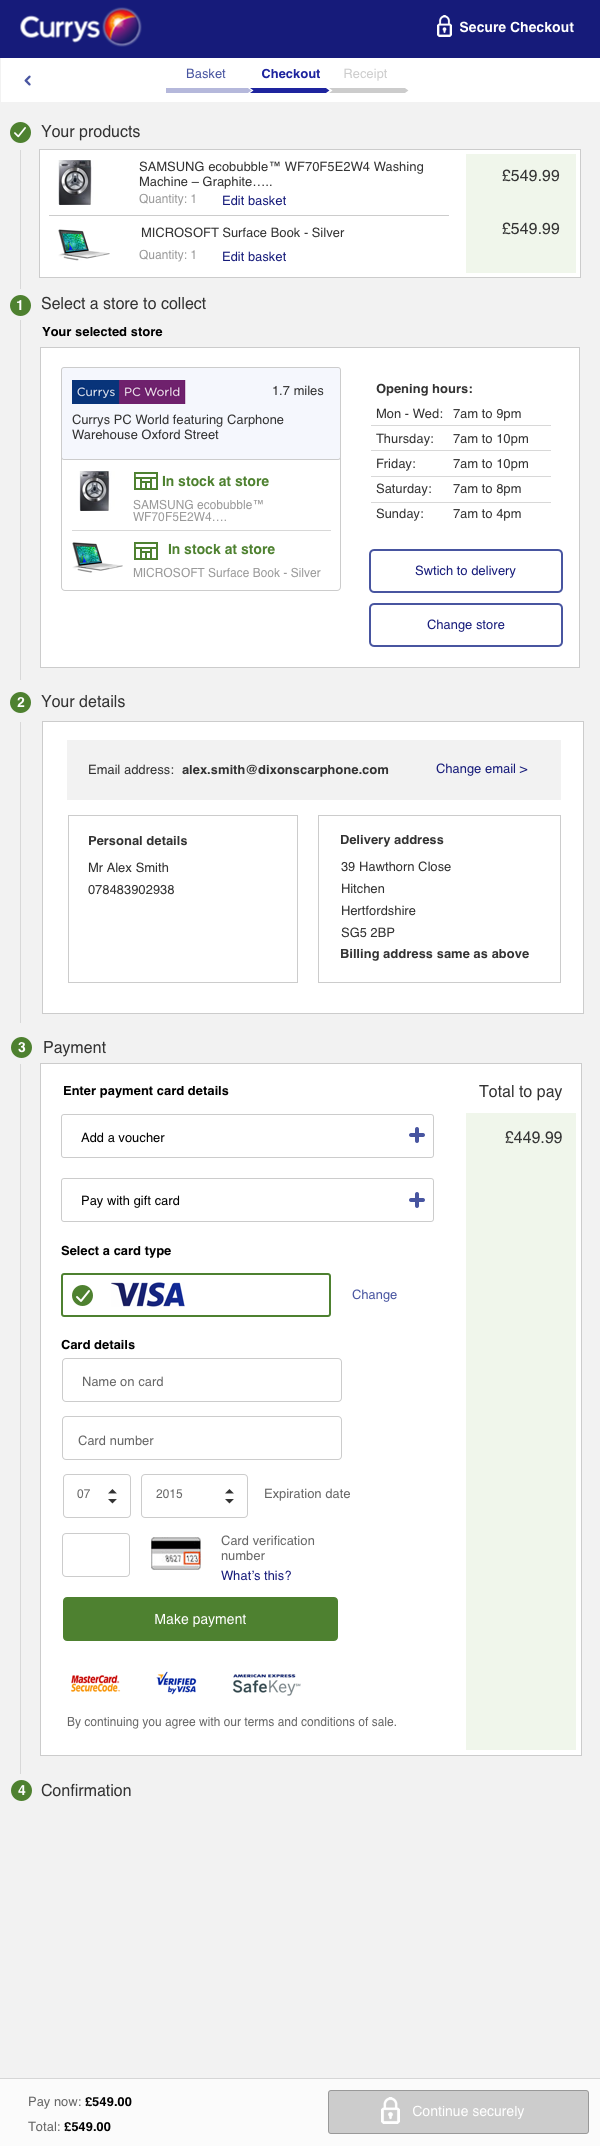 Currys
Secure Checkout
Basket Checkout Receipt
Your products
SAMSUNG ecobubble™ WF70F5E2W4 Washing
Machine – Graphite…..
£549.99
Quantity: 1 Edit basket
MICROSOFT Surface Book - Silver
£549.99
Quantity: 1 Edit basket
1 Select a store to collect
Your selected store
Currys PC World 1.7 miles
Currys PC World featuring Carphone
Warehouse Oxford Street
In stock at store
SAMSUNG ecobubble™
WF70F5E2W4….
In stock at store
MICROSOFT Surface Book - Silver
Opening hours:
Mon - Wed: 7am to 9pm
Thursday: 7am to 10pm
Friday: 7am to 10pm
Saturday: 7am to 8pm
Sunday: 7am to 4pm
Swtich to delivery
Change store
2 Your details
Email address: alex.smith@dixonscarphone.com Change email >
Personal details
Mr Alex Smith
078483902938
Delivery address
39 Hawthorn Close
Hitchen
Hertfordshire
SG5 2BP
Billing address same as above
3 Payment
Enter payment card details
Total to pay
Add a voucher
£449.99
Pay with gift card
Select a card type
VISA Change
Card details
Name on card
Card number
07 2015 Expiration date
8627 123
Card verification
number
What's this?
Make payment
MasterCard.
SecureCode.
VERIFIED
by VISA
AMERICAN EXPRESS
SafeKey℠
By continuing you agree with our terms and conditions of sale.
4 Confirmation
Pay now: £549.00
Total: £549.00
Continue securely